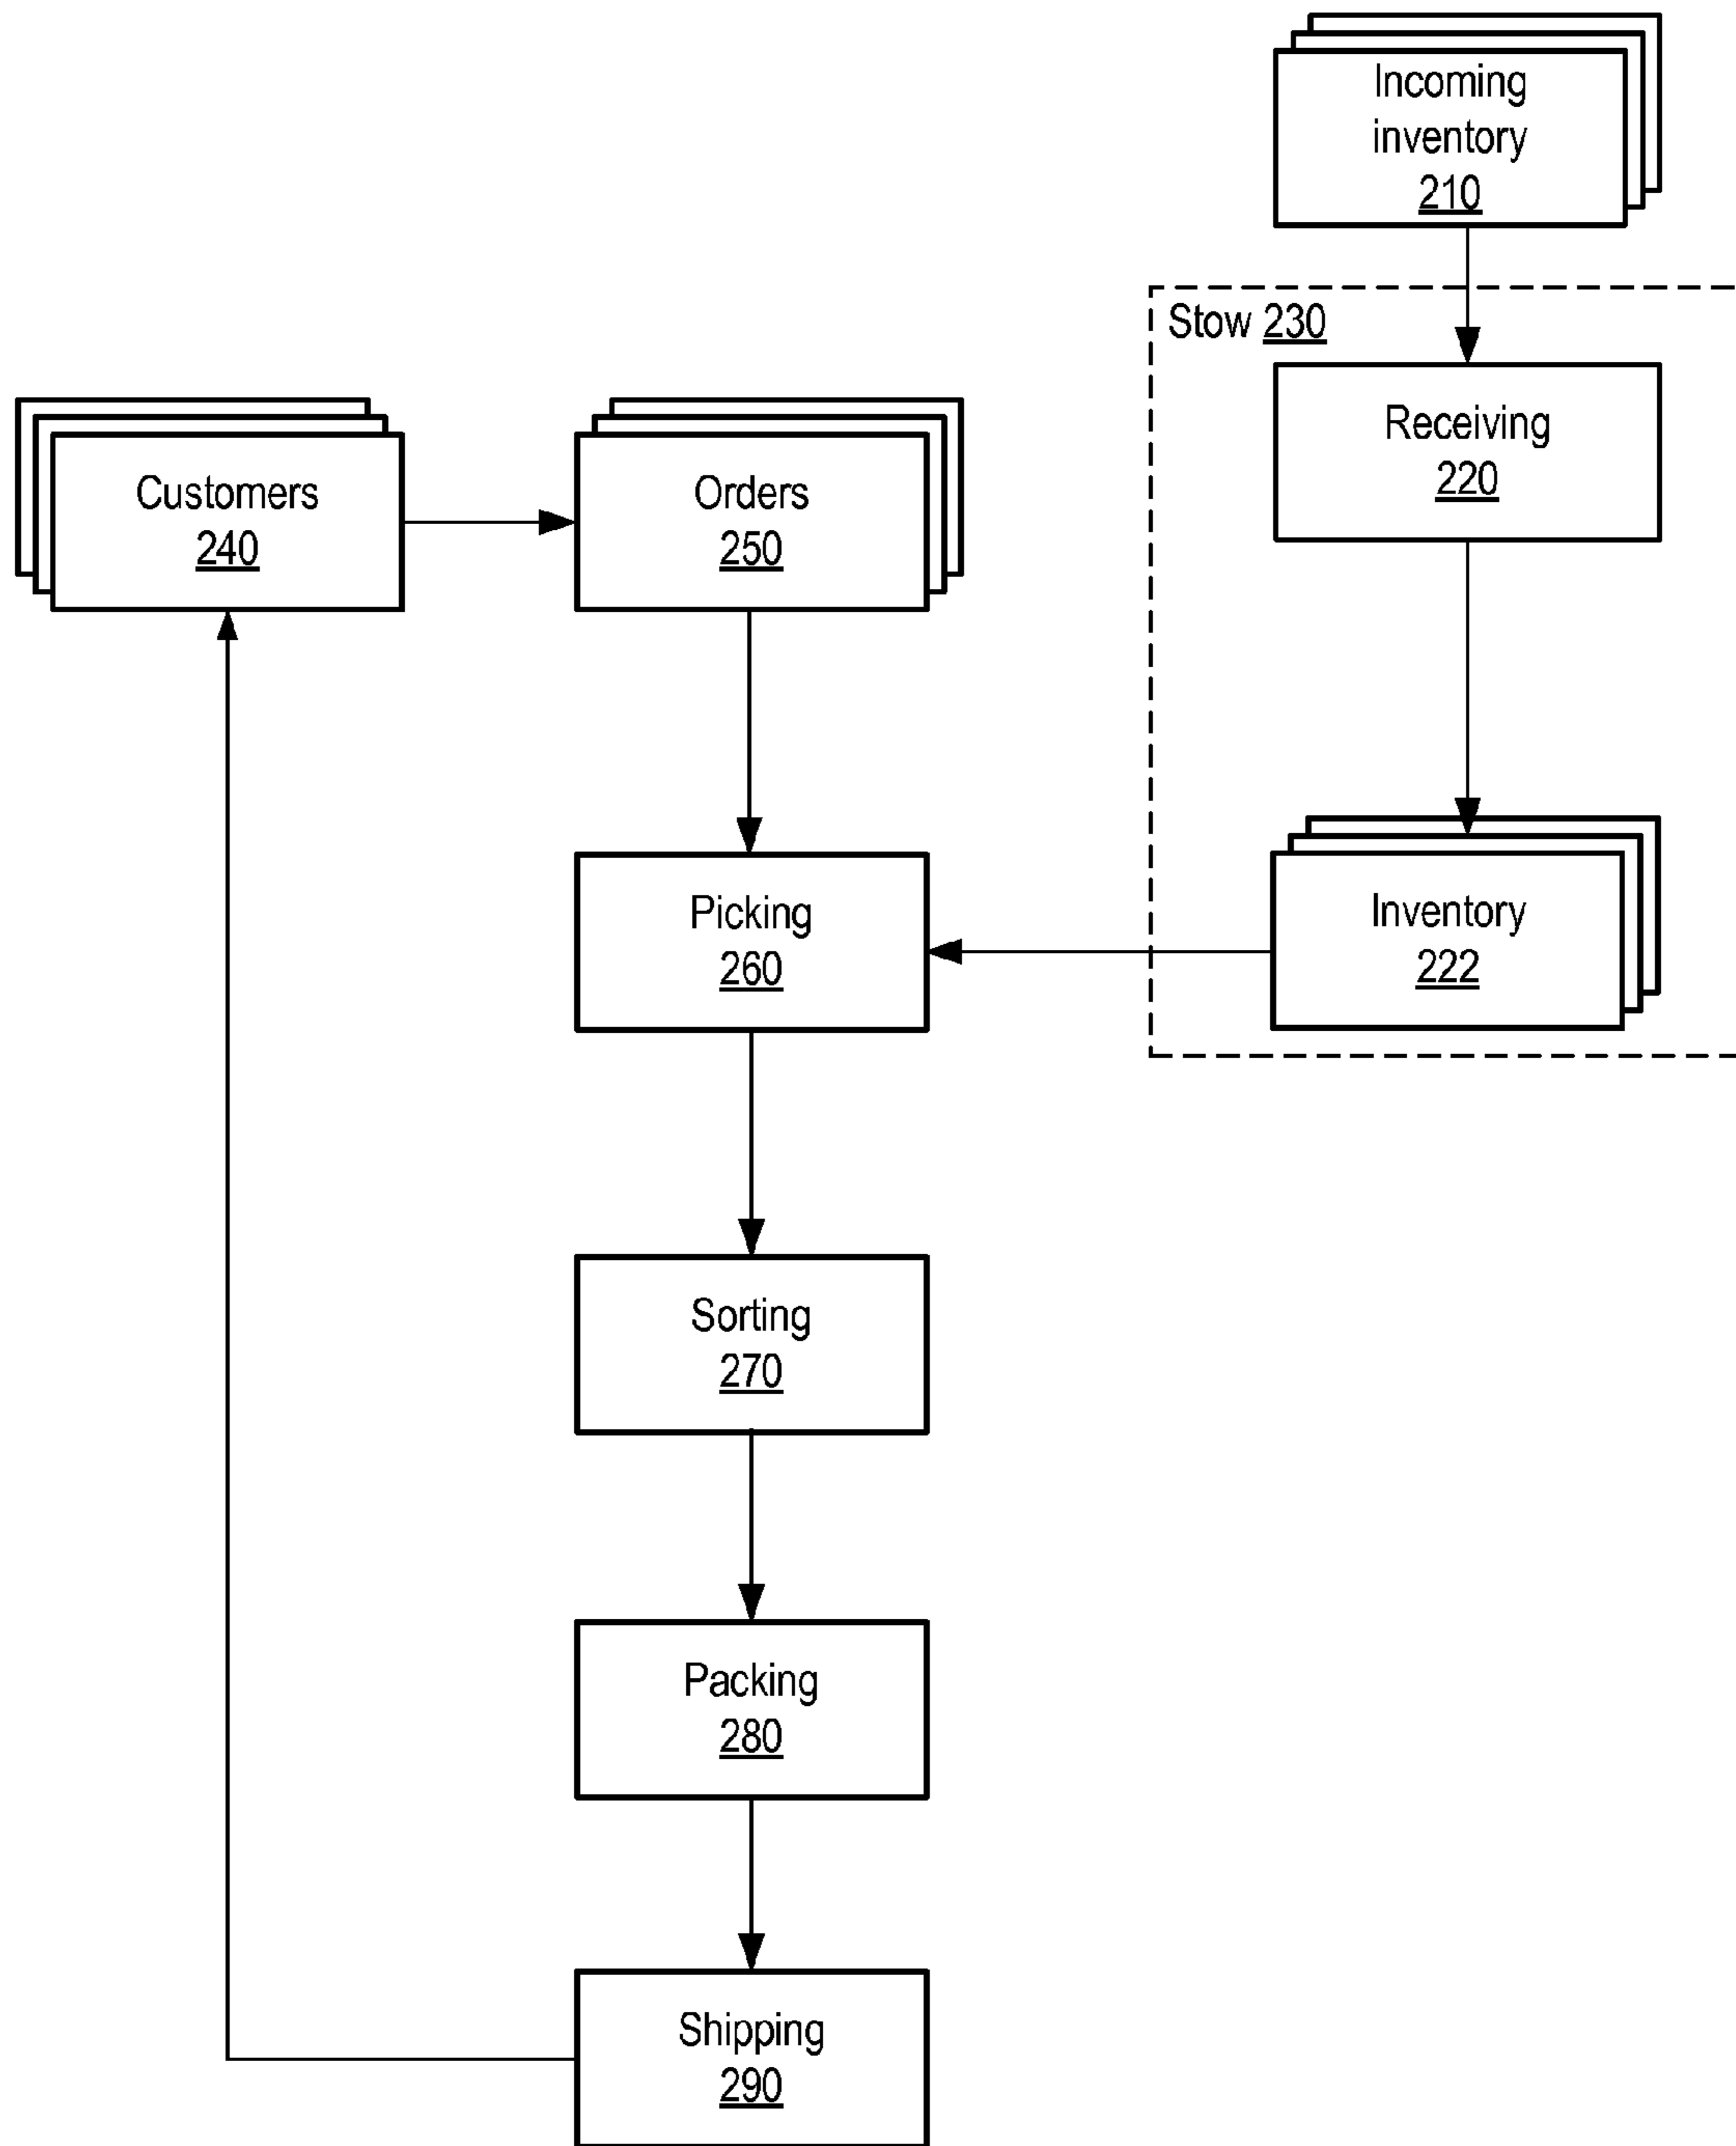 Incoming
inventory
210
Stow 230
Receiving
220
Customers
240
Orders
250
Picking
260
Inventory
222
Sorting
270
Packing
280
Shipping
290